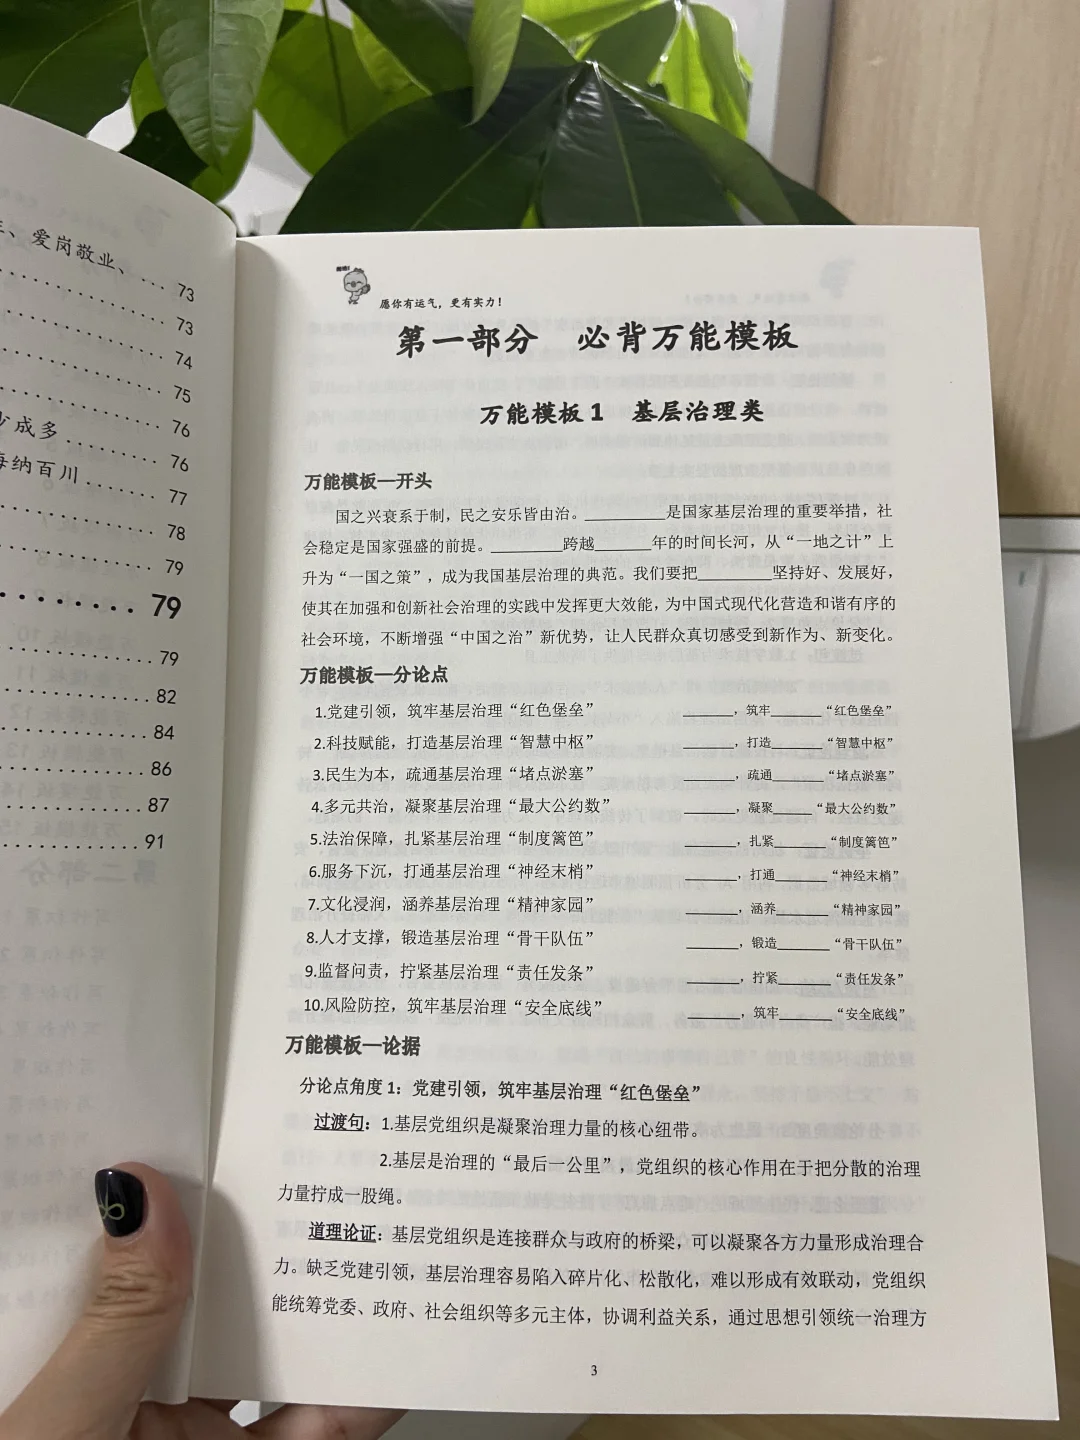 、爱岗敬业、... 73
73
74
75
少成多 76
76
海纳百川 77
78
79
79
79
82
84
86
87
91
愿你有运气，更有实力！
第一部分 必背万能模板
万能模板1 基层治理类
万能模板—开头
国之兴衰系于制，民之安乐皆由治。________是国家基层治理的重要举措，社
会稳定是国家强盛的前提。________跨越______年的时间长河，从“一地之计”上
升为“一国之策”，成为我国基层治理的典范。我们要把________坚持好、发展好，
使其在加强和创新社会治理的实践中发挥更大效能，为中国式现代化营造和谐有序的
社会环境，不断增强“中国之治”新优势，让人民群众真切感受到新作为、新变化。
万能模板—分论点
1.党建引领，筑牢基层治理“红色堡垒” ______，筑牢______“红色堡垒”
2.科技赋能，打造基层治理“智慧中枢” ______，打造______“智慧中枢”
3.民生为本，疏通基层治理“堵点淤塞” ______，疏通______“堵点淤塞”
4.多元共治，凝聚基层治理“最大公约数” ______，凝聚______“最大公约数”
5.法治保障，扎紧基层治理“制度篱笆” ______，扎紧______“制度篱笆”
6.服务下沉，打通基层治理“神经末梢” ______，打通______“神经末梢”
7.文化浸润，涵养基层治理“精神家园” ______，涵养______“精神家园”
8.人才支撑，锻造基层治理“骨干队伍” ______，锻造______“骨干队伍”
9.监督问责，拧紧基层治理“责任发条” ______，拧紧______“责任发条”
10.风险防控，筑牢基层治理“安全底线” ______，筑牢______“安全底线”
万能模板—论据
分论点角度1：党建引领，筑牢基层治理“红色堡垒”
过渡句：1.基层党组织是凝聚治理力量的核心纽带。
2.基层是治理的“最后一公里”，党组织的核心作用在于把分散的治理
力量拧成一股绳。
道理论证：基层党组织是连接群众与政府的桥梁，可以凝聚各方力量形成治理合
力。缺乏党建引领，基层治理容易陷入碎片化、松散化，难以形成有效联动，党组织
能统筹党委、政府、社会组织等多元主体，协调利益关系，通过思想引领统一治理方
3